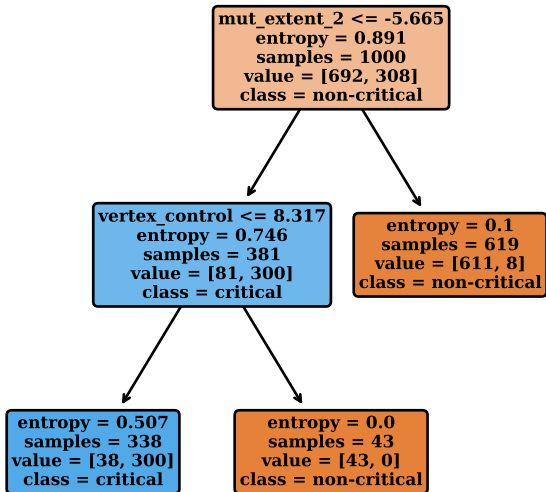 mut_extent_2 <= -5.665
entropy = 0.891
samples = 1000
value = [692, 308]
class = non-critical
vertex_control <= 8.317
entropy = 0.746
samples = 381
value = [81, 300]
class = critical
entropy = 0.1
samples = 619
value = [611, 8]
class = non-critical
entropy = 0.507
samples = 338
value = [38, 300]
class = critical
entropy = 0.0
samples = 43
value = [43, 0]
class = non-critical